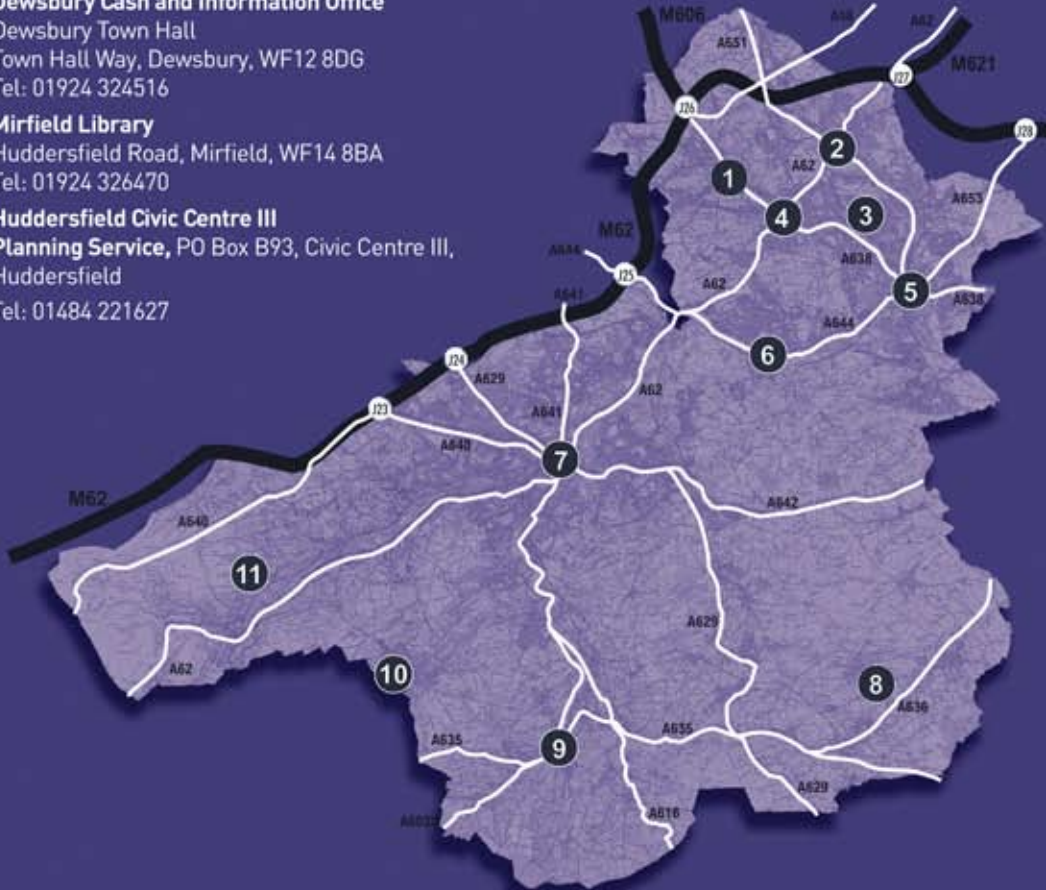 Dewsbury Cash and Information Office
Dewsbury Town Hall
Town Hall Way, Dewsbury, WF12 8DG
Tel: 01924 324516
Mirfield Library
Huddersfield Road, Mirfield, WF14 8BA
Tel: 01924 326470
Huddersfield Civic Centre III
Planning Service, PO Box B93, Civic Centre III,
Huddersfield
Tel: 01484 221627
M606
A651
A62
M621
J27
J26
J28
2
A62
1
A653
4
3
M62
A638
J25
A62
5
A638
A641
A644
6
J24
A629
A62
J23
A641
A640
7
M62
A642
A640
11
A629
A62
10
8
A636
A635
9
A635
A629
A616